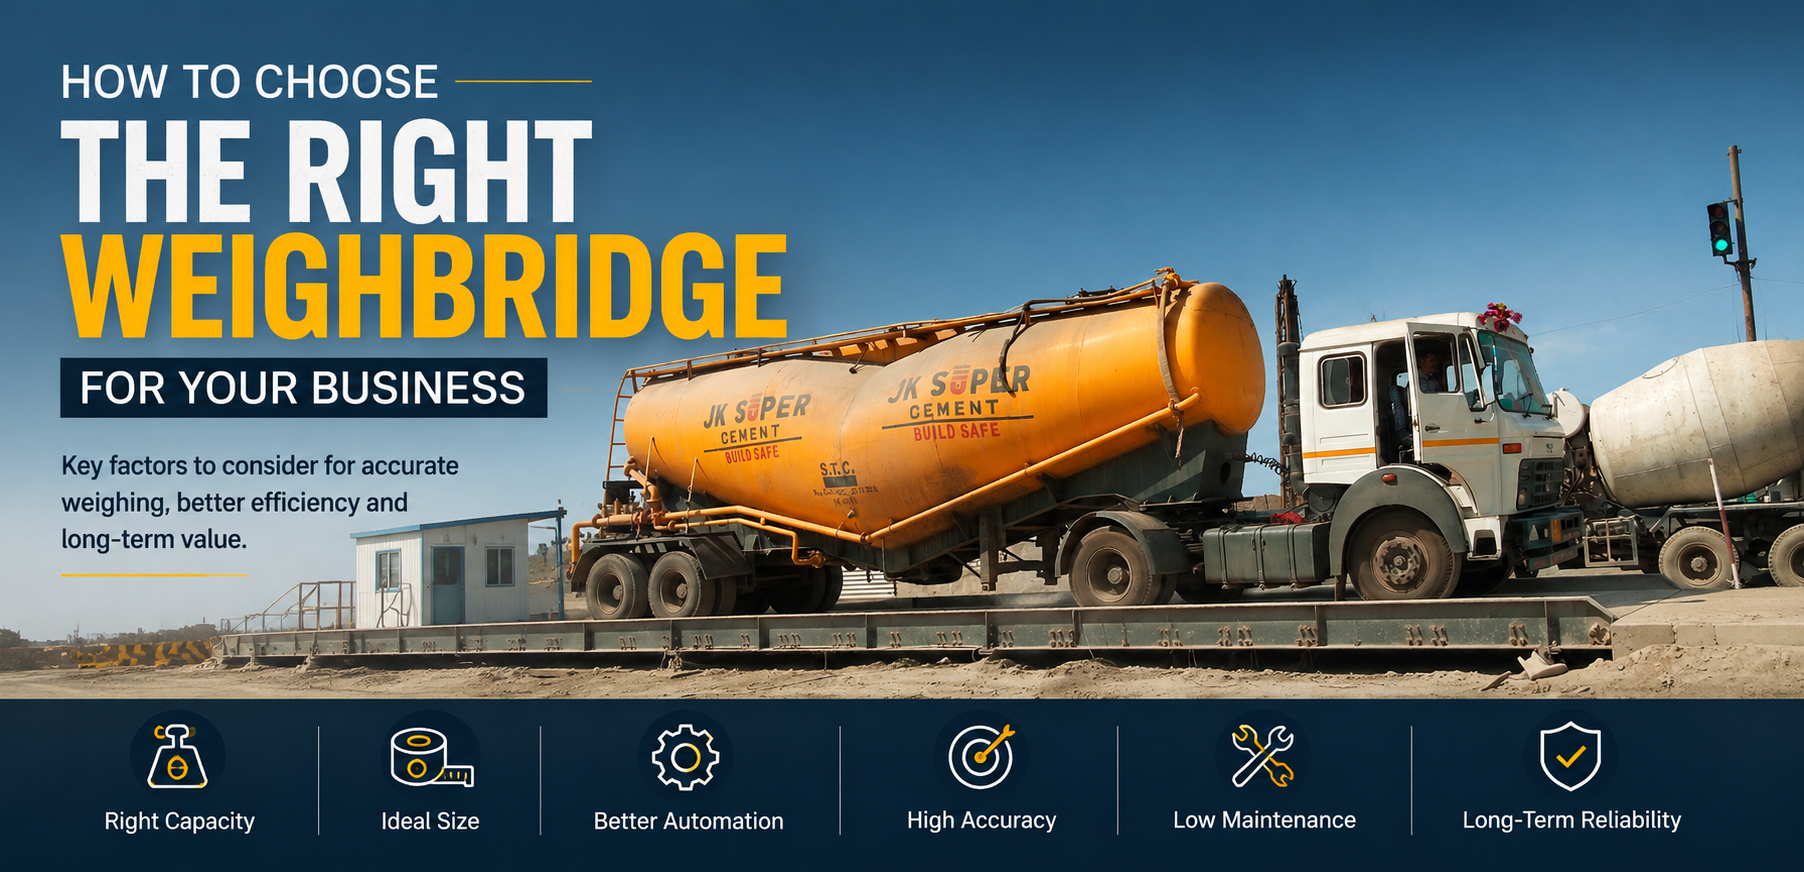 HOW TO CHOOSE
THE RIGHT
WEIGHBRIDGE
FOR YOUR BUSINESS
Key factors to consider for accurate
weighing, better efficiency and
long-term value.
JK SUPER
CEMENT
BUILD SAFE
JK SUPER
CEMENT
BUILD SAFE
S.T.C.
Right Capacity
Ideal Size
Better Automation
High Accuracy
Low Maintenance
Long-Term Reliability